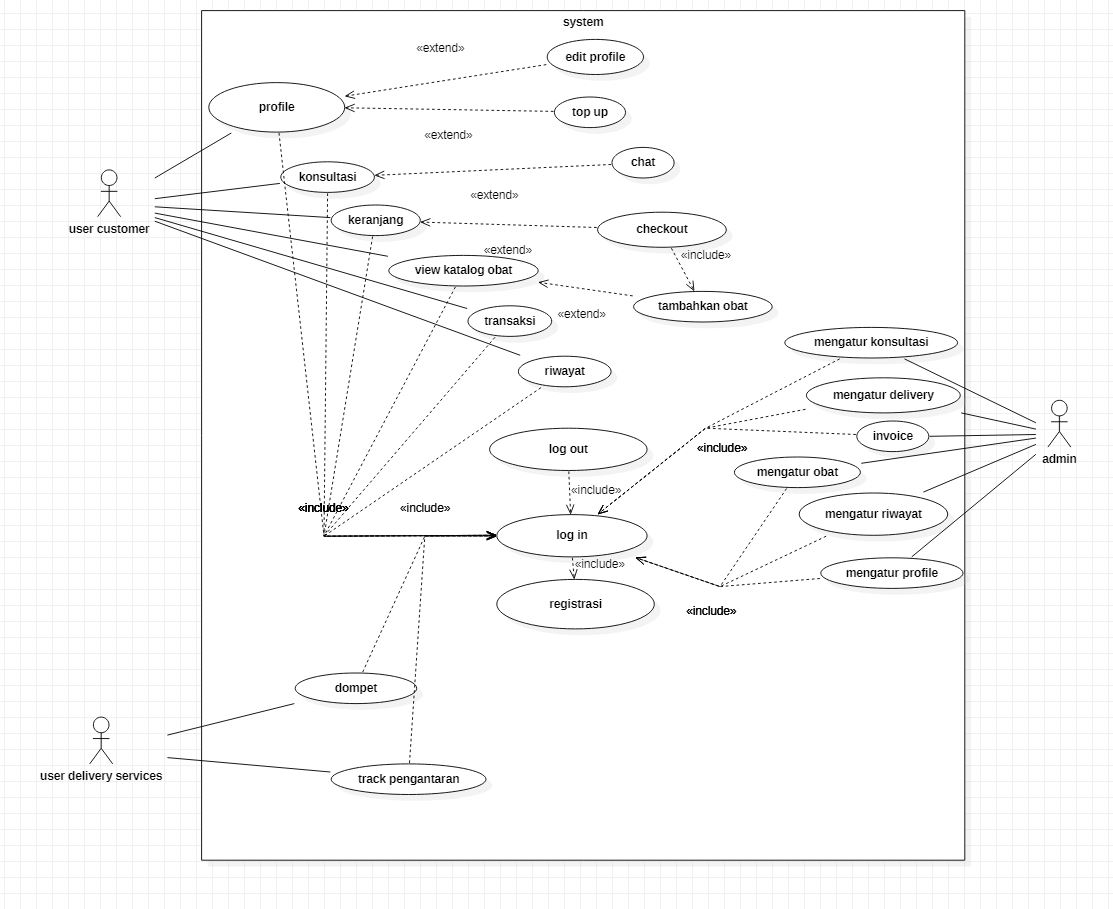 system
«extend»
edit profile
profile
top up
«extend»
chat
konsultasi
«extend»
keranjang
checkout
user customer
«extend»
«include»
view katalog obat
tambahkan obat
transaksi
«extend»
mengatur konsultasi
riwayat
mengatur delivery
invoice
log out
«include»
admin
mengatur obat
«include»
«include»
«include»
mengatur riwayat
log in
«include»
mengatur profile
registrasi
«include»
dompet
user delivery services
track pengantaran